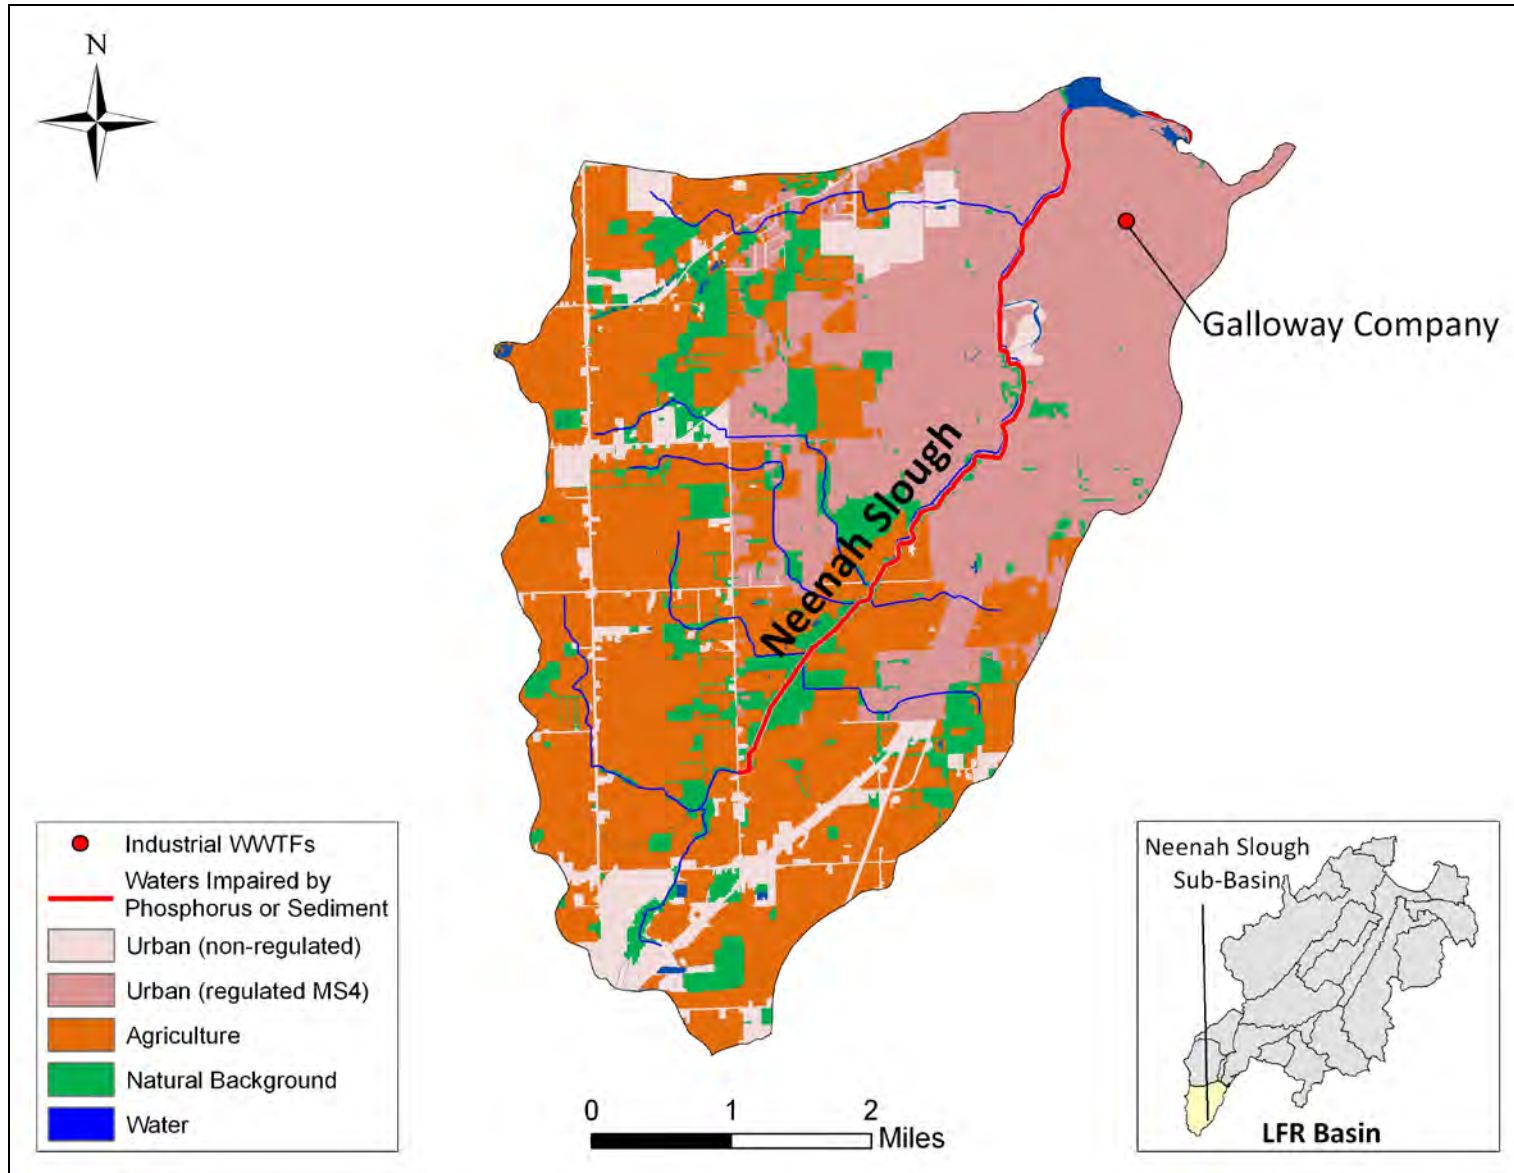 N
Galloway Company
Neenah Slough
Industrial WWTFs
Waters Impaired by
Phosphorus or Sediment
Urban (non-regulated)
Urban (regulated MS4)
Agriculture
Natural Background
Water
0 1 2
Miles
Neenah Slough
Sub-Basin
LFR Basin